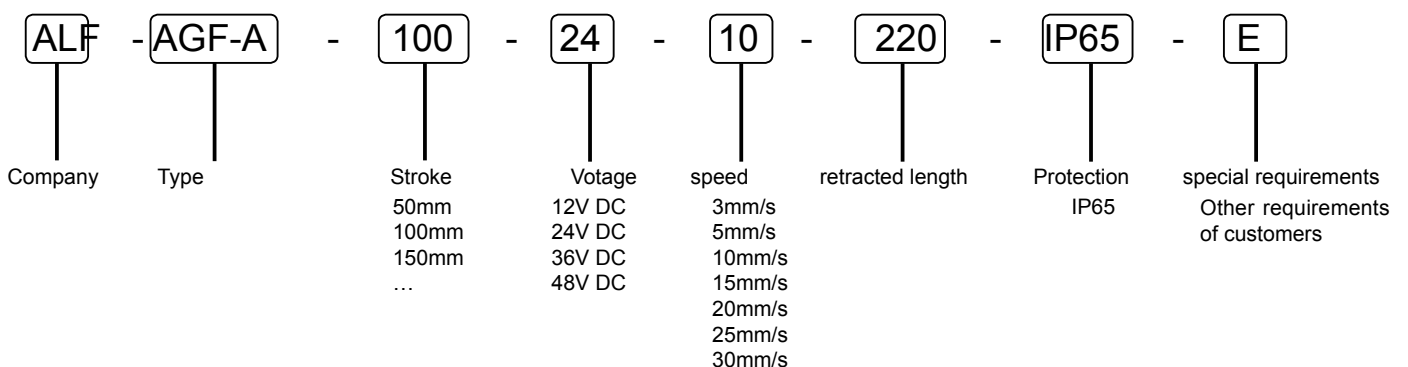 ALF - AGF-A - 100 - 24 - 10 - 220 - IP65 - E
Company Type Stroke Votage speed retracted length Protection special requirements
50mm 12V DC 3mm/s IP65 Other requirements
100mm 24V DC 5mm/s of customers
150mm 36V DC 10mm/s
… 48V DC 15mm/s
20mm/s
25mm/s
30mm/s